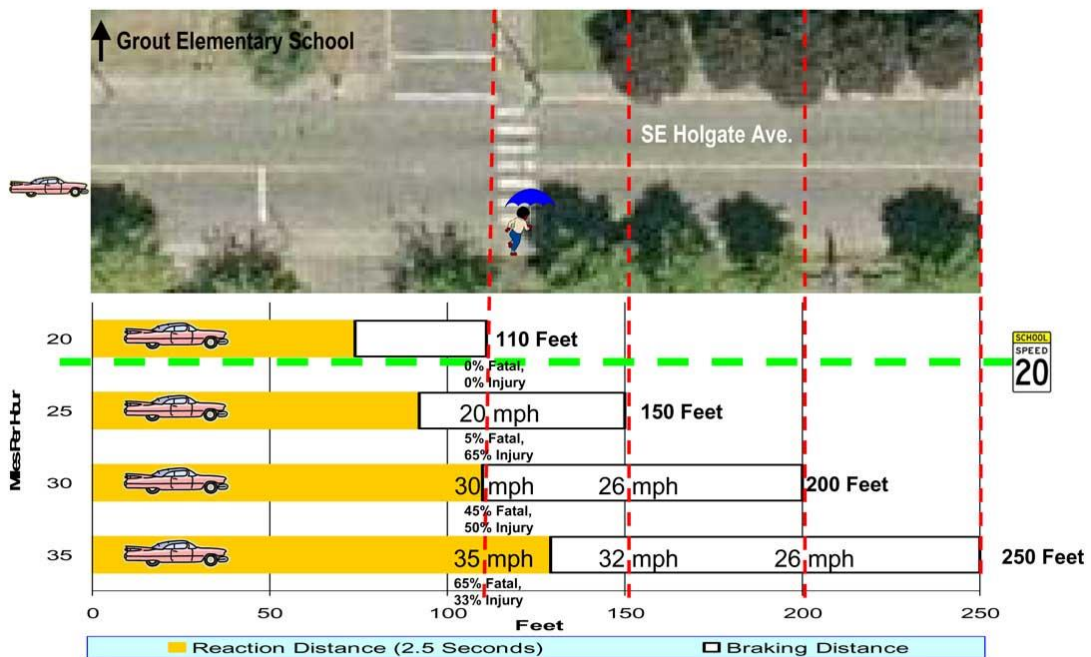 Grout Elementary School
SE Holgate Ave.
20
110 Feet
SCHOOL
SPEED
20
0% Fatal,
0% Injury
25
20 mph
150 Feet
5% Fatal,
65% Injury
Miles Per Hour
30
30 mph
26 mph
200 Feet
45% Fatal,
50% Injury
35
35 mph
32 mph
26 mph
250 Feet
65% Fatal,
33% Injury
0
50
100
150
200
250
Feet
Reaction Distance (2.5 Seconds)
Braking Distance